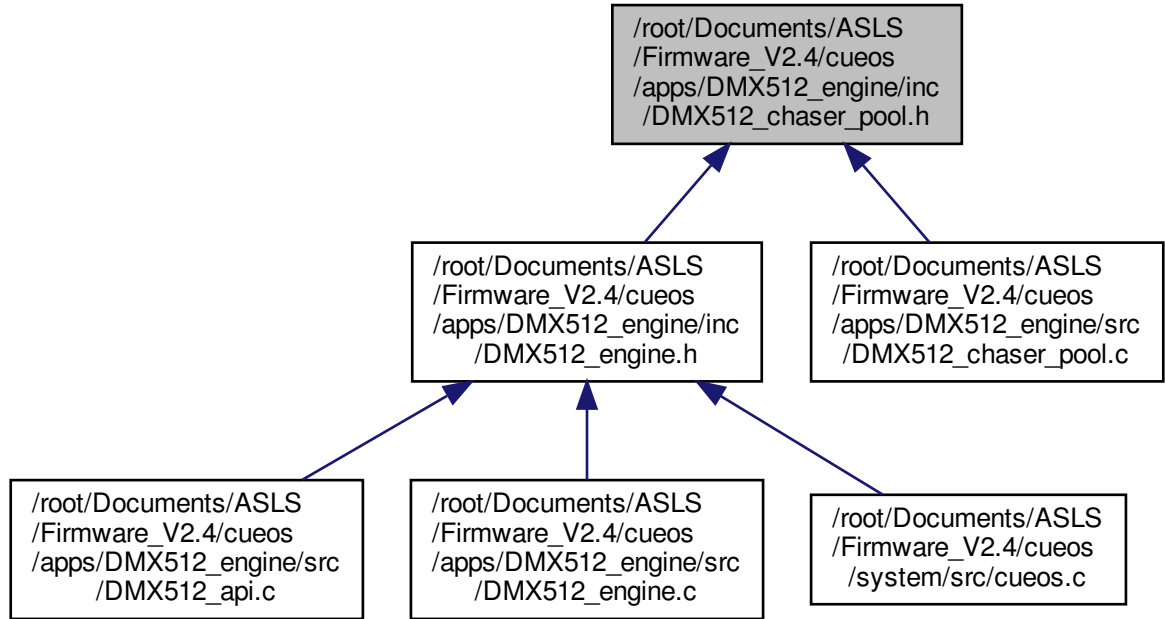 /root/Documents/ASLS
/Firmware_V2.4/cueos
/apps/DMX512_engine/inc
/DMX512_chaser_pool.h
/root/Documents/ASLS
/Firmware_V2.4/cueos
/apps/DMX512_engine/inc
/DMX512_engine.h
/root/Documents/ASLS
/Firmware_V2.4/cueos
/apps/DMX512_engine/src
/DMX512_chaser_pool.c
/root/Documents/ASLS
/Firmware_V2.4/cueos
/apps/DMX512_engine/src
/DMX512_api.c
/root/Documents/ASLS
/Firmware_V2.4/cueos
/apps/DMX512_engine/src
/DMX512_engine.c
/root/Documents/ASLS
/Firmware_V2.4/cueos
/system/src/cueos.c